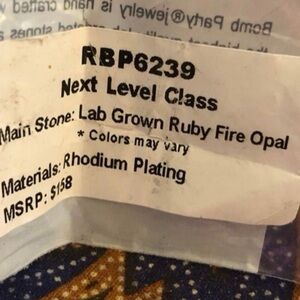 Bomb Party® jewelry is hand crafted
RBP6239
Next Level Class
Main Stone: Lab Grown Ruby Fire Opal
* Colors may vary
Materials: Rhodium Plating
MSRP: $158